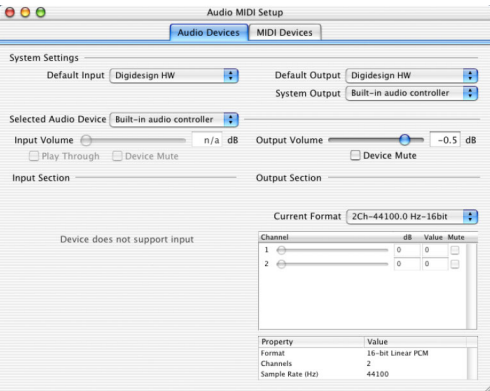 Audio MIDI Setup
Audio Devices MIDI Devices
System Settings
Default Input Digidesign HW Default Output Digidesign HW
System Output Built-in audio controller
Selected Audio Device Built-in audio controller
Input Volume n/a dB Output Volume -0.5 dB
Play Through Device Mute Device Mute
Input Section Output Section
Current Format 2Ch-44100.0 Hz-16bit
Device does not support input
Channel dB Value Mute
1 0 0
2 0 0
Property Value
Format 16-bit Linear PCM
Channels 2
Sample Rate (Hz) 44100